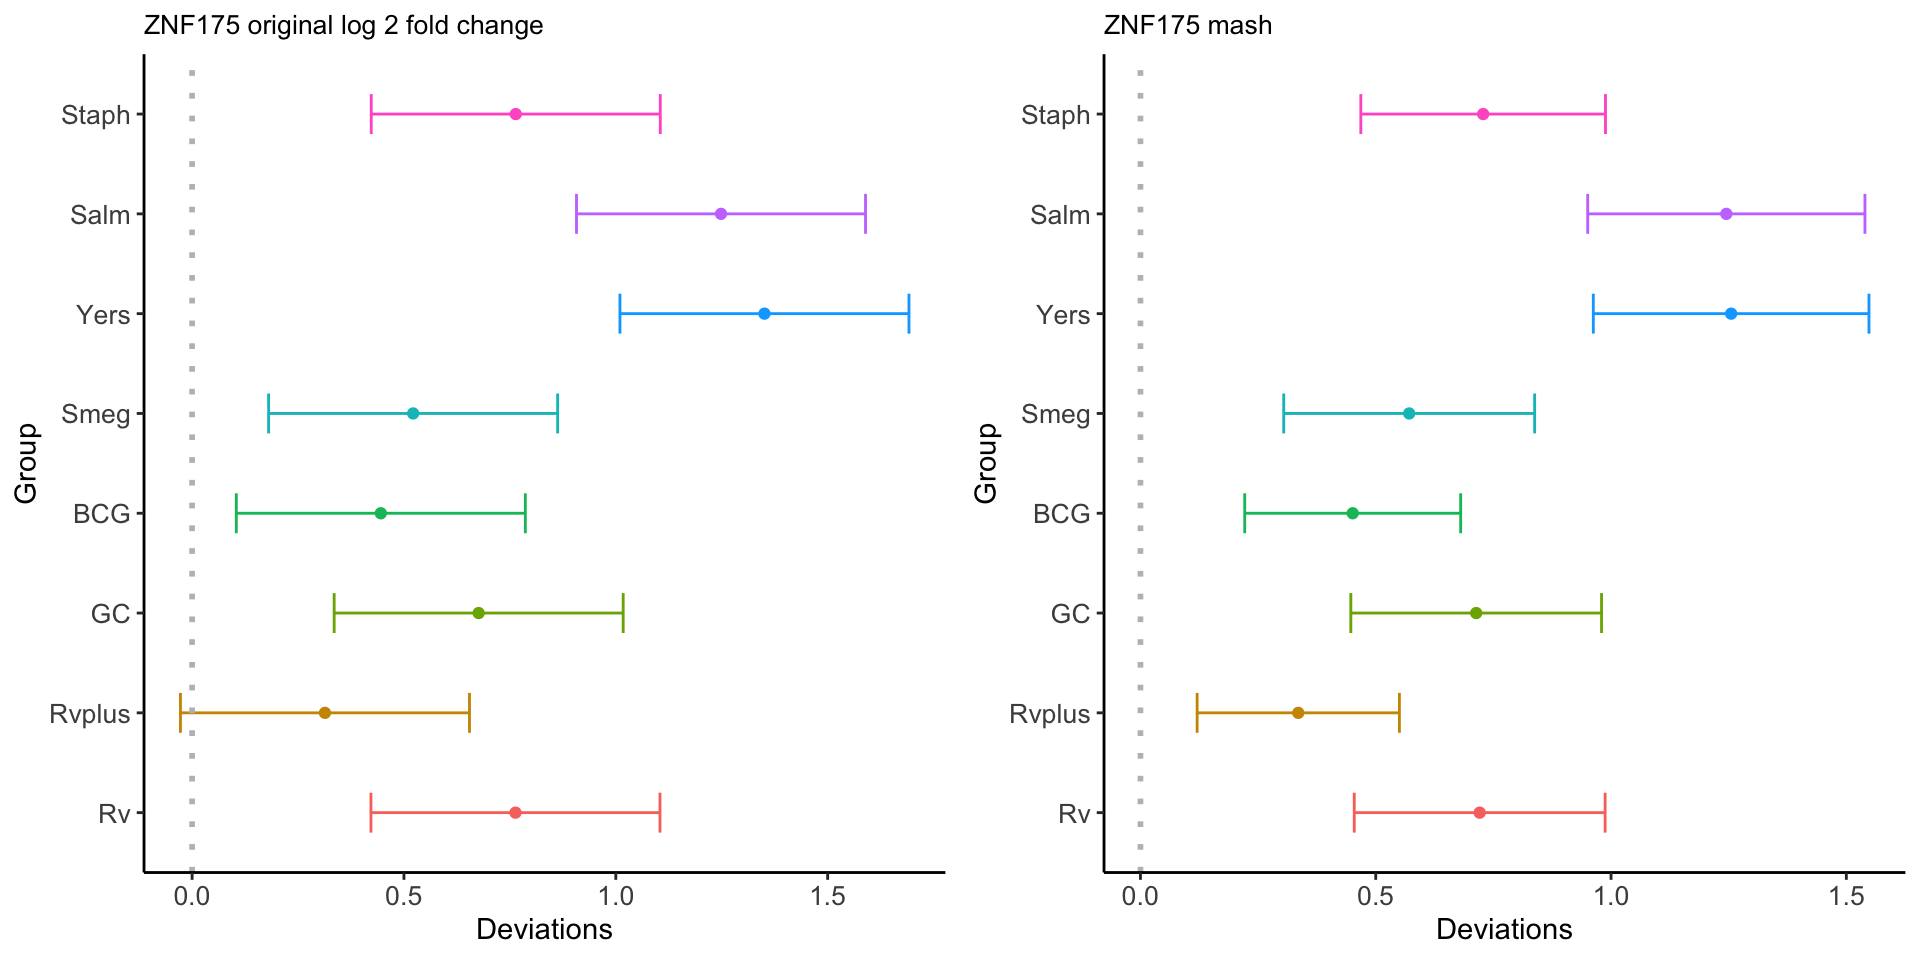 ZNF175 original log 2 fold change
Group
Staph
Salm
Yers
Smeg
BCG
GC
Rvplus
Rv
0.0 0.5 1.0 1.5
Deviations
ZNF175 mash
Group
Staph
Salm
Yers
Smeg
BCG
GC
Rvplus
Rv
0.0 0.5 1.0 1.5
Deviations